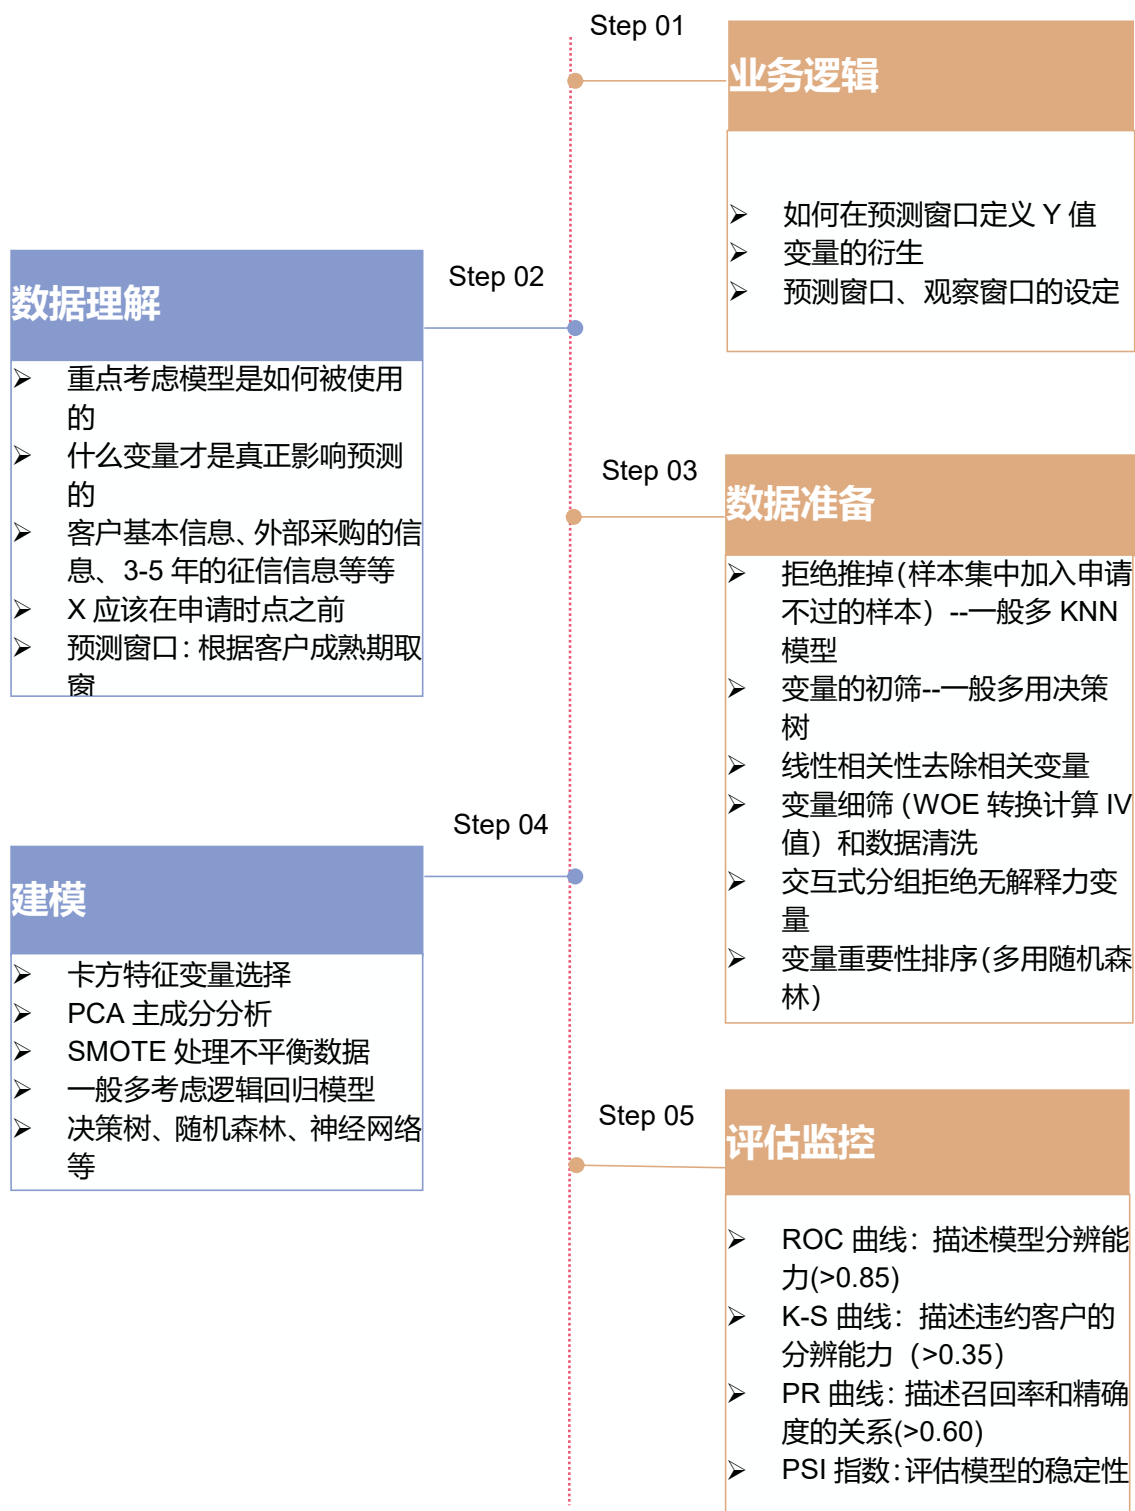 Step 01
业务逻辑
➢ 如何在预测窗口定义 Y 值
➢ 变量的衍生
➢ 预测窗口、观察窗口的设定
Step 02
数据理解
➢ 重点考虑模型是如何被使用
的
➢ 什么变量才是真正影响预测
的
➢ 客户基本信息、外部采购的信
息、3-5 年的征信信息等等
➢ X 应该在申请时点之前
➢ 预测窗口：根据客户成熟期取
窗
Step 03
数据准备
➢ 拒绝推掉(样本集中加入申请
不过的样本）--一般多 KNN
模型
➢ 变量的初筛--一般多用决策
树
➢ 线性相关性去除相关变量
➢ 变量细筛 (WOE 转换计算 IV
值）和数据清洗
➢ 交互式分组拒绝无解释力变
量
➢ 变量重要性排序(多用随机森
林）
Step 04
建模
➢ 卡方特征变量选择
➢ PCA 主成分分析
➢ SMOTE 处理不平衡数据
➢ 一般多考虑逻辑回归模型
➢ 决策树、随机森林、神经网络
等
Step 05
评估监控
➢ ROC 曲线：描述模型分辨能
力(>0.85)
➢ K-S 曲线：描述违约客户的
分辨能力（>0.35）
➢ PR 曲线：描述召回率和精确
度的关系(>0.60)
➢ PSI 指数：评估模型的稳定性